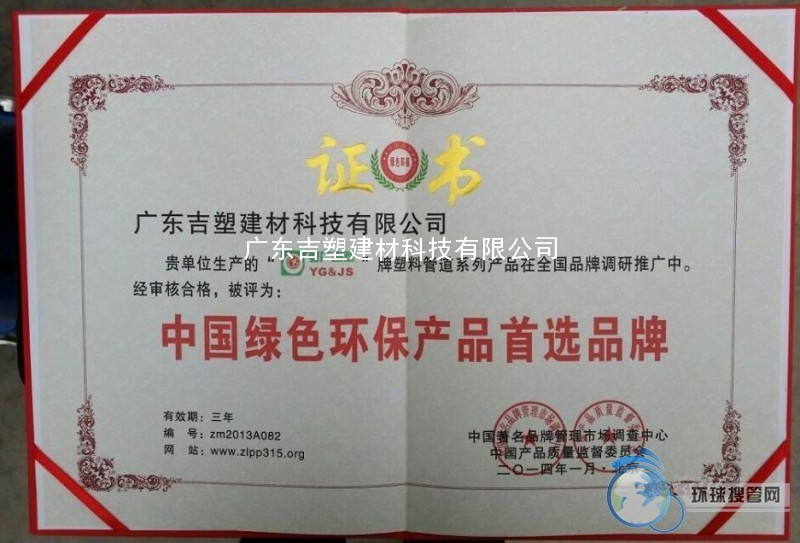 证书
绿色环保
广东吉塑建材科技有限公司
广东吉塑建材科技有限公司
贵单位生产的“ YG&JS ”牌塑料管道系列产品在全国品牌调研推广中。
经审核合格，被评为：
中国绿色环保产品首选品牌
有效期：三年
编 号：zm2013A082
网 站：www.zlpp315.org
中国著名品牌管理市场调查中心
中国产品质量监督委员会
二〇一四年一月·北京
环球搜管网